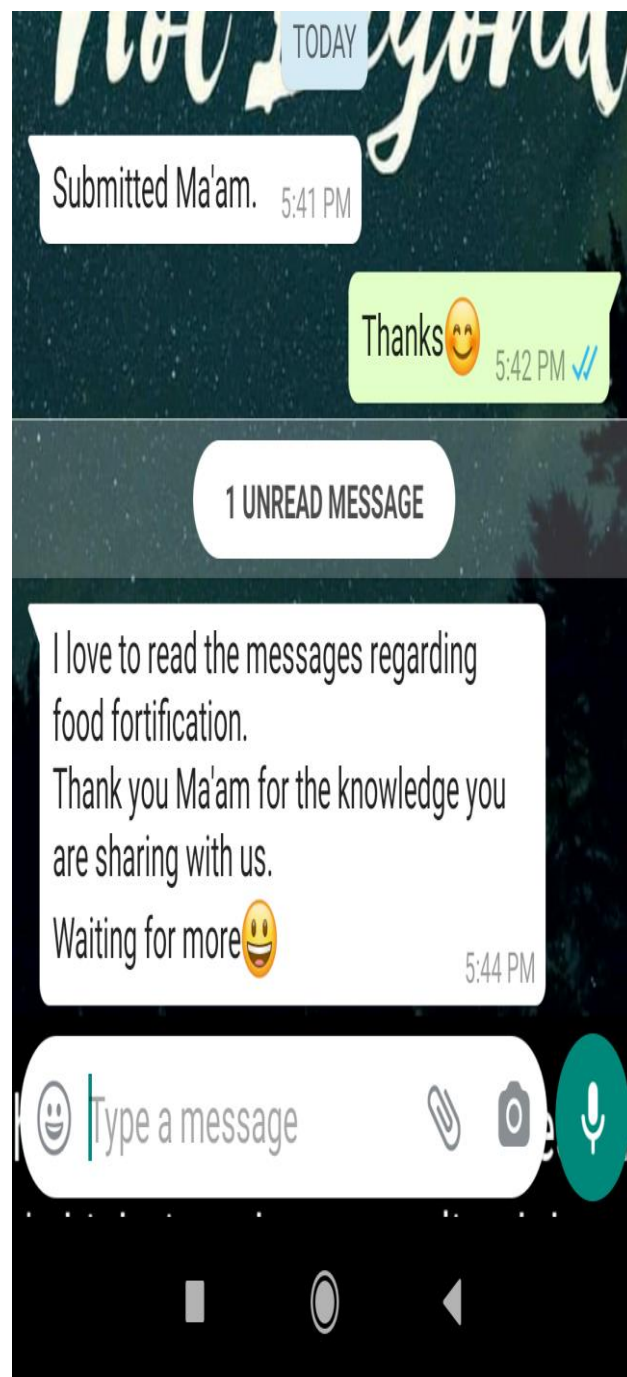 Not Beyond
TODAY
Submitted Ma'am. 5:41 PM
Thanks😊 5:42 PM
1 UNREAD MESSAGE
I love to read the messages regarding
food fortification.
Thank you Ma'am for the knowledge you
are sharing with us.
Waiting for more😃
5:44 PM
Type a message